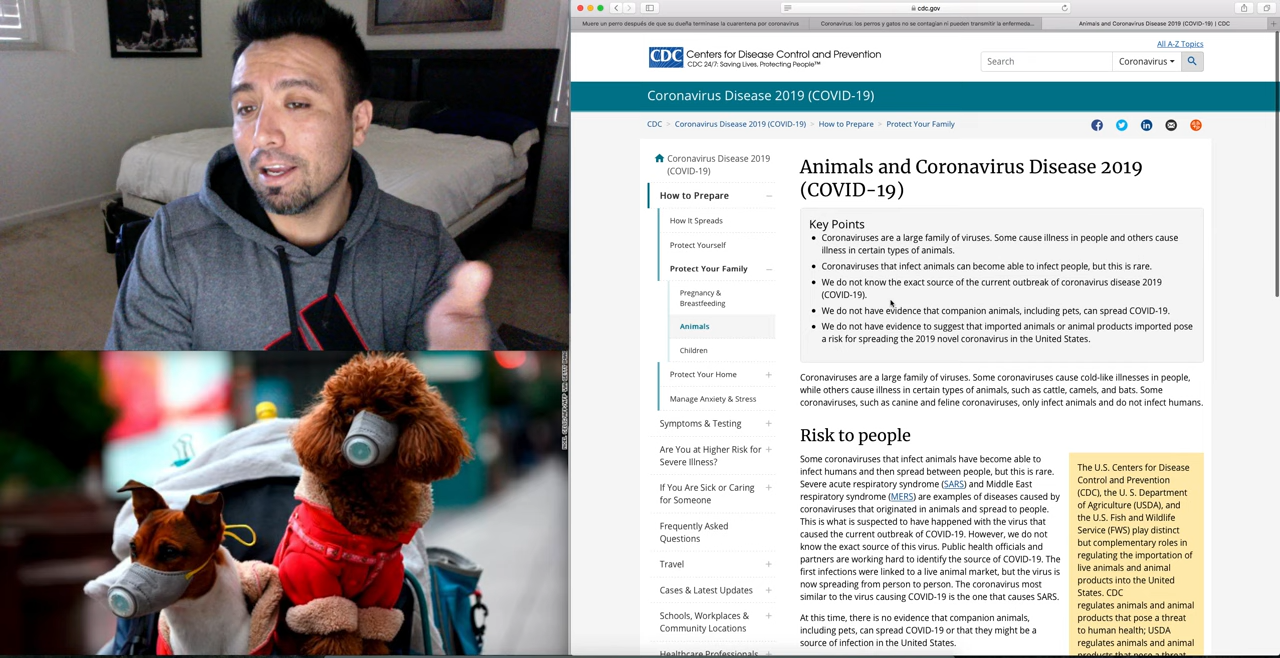 cdc.gov
Muere un perro después de que su dueña terminase la cuarentena por coronavirus
Coronavirus: los perros y gatos no se contagian ni pueden transmitir la enfermeda...
Animals and Coronavirus Disease 2019 (COVID-19) | CDC
All A-Z Topics
CDC
Centers for Disease Control and Prevention
CDC 24/7: Saving Lives, Protecting People™
Search
Coronavirus
Coronavirus Disease 2019 (COVID-19)
CDC > Coronavirus Disease 2019 (COVID-19) > How to Prepare > Protect Your Family
Coronavirus Disease 2019
(COVID-19)
How to Prepare
How It Spreads
Protect Yourself
Protect Your Family
Pregnancy &
Breastfeeding
Animals
Children
Protect Your Home
Manage Anxiety & Stress
Symptoms & Testing
Are You at Higher Risk for
Severe Illness?
If You Are Sick or Caring
for Someone
Frequently Asked
Questions
Travel
Cases & Latest Updates
Schools, Workplaces &
Community Locations
Healthcare Professionals
Animals and Coronavirus Disease 2019
(COVID-19)
Key Points
• Coronaviruses are a large family of viruses. Some cause illness in people and others cause
illness in certain types of animals.
• Coronaviruses that infect animals can become able to infect people, but this is rare.
• We do not know the exact source of the current outbreak of coronavirus disease 2019
(COVID-19).
• We do not have evidence that companion animals, including pets, can spread COVID-19.
• We do not have evidence to suggest that imported animals or animal products imported pose
a risk for spreading the 2019 novel coronavirus in the United States.
Coronaviruses are a large family of viruses. Some coronaviruses cause cold-like illnesses in people,
while others cause illness in certain types of animals, such as cattle, camels, and bats. Some
coronaviruses, such as canine and feline coronaviruses, only infect animals and do not infect humans.
Risk to people
Some coronaviruses that infect animals have become able to
infect humans and then spread between people, but this is rare.
Severe acute respiratory syndrome (SARS) and Middle East
respiratory syndrome (MERS) are examples of diseases caused by
coronaviruses that originated in animals and spread to people.
This is what is suspected to have happened with the virus that
caused the current outbreak of COVID-19. However, we do not
know the exact source of this virus. Public health officials and
partners are working hard to identify the source of COVID-19. The
first infections were linked to a live animal market, but the virus is
now spreading from person to person. The coronavirus most
similar to the virus causing COVID-19 is the one that causes SARS.
At this time, there is no evidence that companion animals,
including pets, can spread COVID-19 or that they might be a
source of infection in the United States.
The U.S. Centers for Disease
Control and Prevention
(CDC), the U. S. Department
of Agriculture (USDA), and
the U.S. Fish and Wildlife
Service (FWS) play distinct
but complementary roles in
regulating the importation of
live animals and animal
products into the United
States. CDC
regulates animals and animal
products that pose a threat
to human health; USDA
regulates animals and animal
products that pose a threat